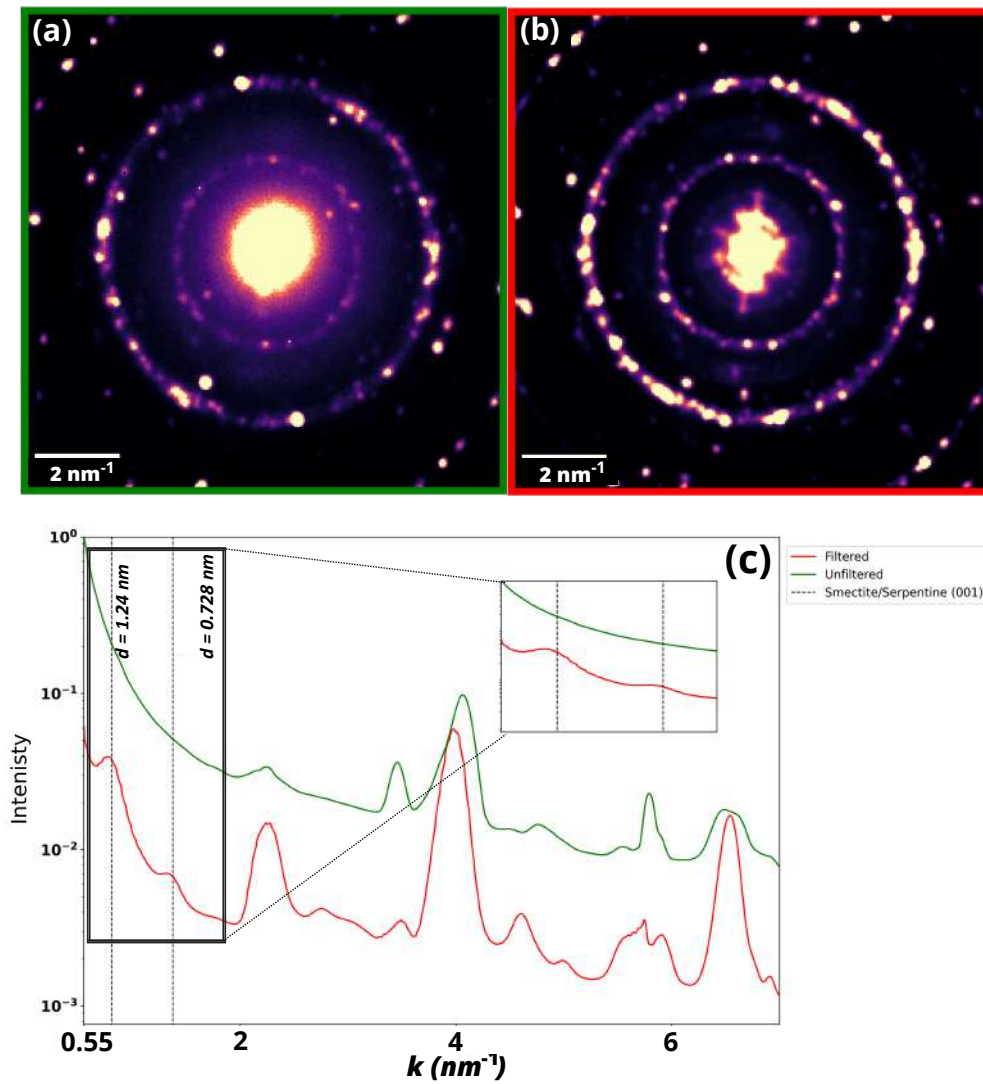 (a)
(b)
2 nm⁻¹
2 nm⁻¹
(c)
Filtered
Unfiltered
Smectite/Serpentine (001)
d = 1.24 nm
d = 0.728 nm
Intenisty
10⁰
10⁻¹
10⁻²
10⁻³
0.55
2
4
6
k (nm⁻¹)